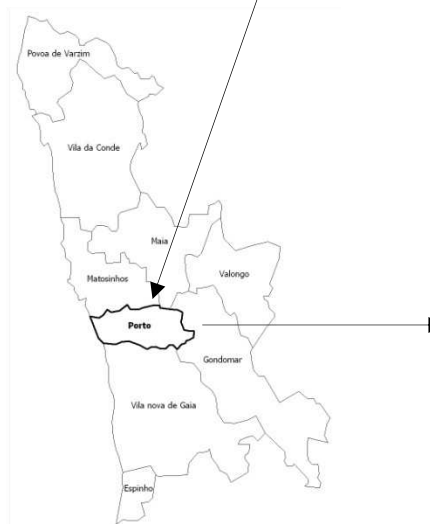 Povoa de Varzim
Vila da Conde
Maia
Matosinhos
Valongo
Porto
Gondomar
Vila nova de Gaia
Espinho